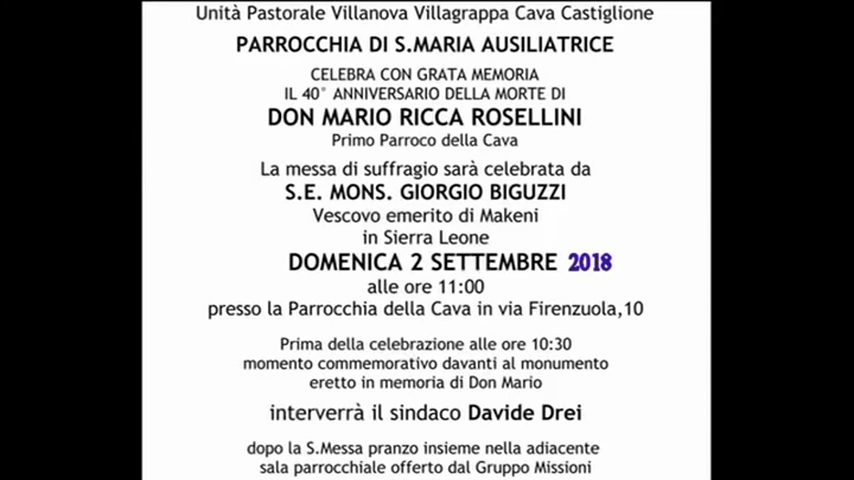 Unità Pastorale Villanova Villagrappa Cava Castiglione
PARROCCHIA DI S.MARIA AUSILIATRICE
CELEBRA CON GRATA MEMORIA
IL 40° ANNIVERSARIO DELLA MORTE DI
DON MARIO RICCA ROSELLINI
Primo Parroco della Cava
La messa di suffragio sarà celebrata da
S.E. MONS. GIORGIO BIGUZZI
Vescovo emerito di Makeni
in Sierra Leone
DOMENICA 2 SETTEMBRE 2018
alle ore 11:00
presso la Parrocchia della Cava in via Firenzuola,10
Prima della celebrazione alle ore 10:30
momento commemorativo davanti al monumento
eretto in memoria di Don Mario
interverrà il sindaco Davide Drei
dopo la S.Messa pranzo insieme nella adiacente
sala parrocchiale offerto dal Gruppo Missioni